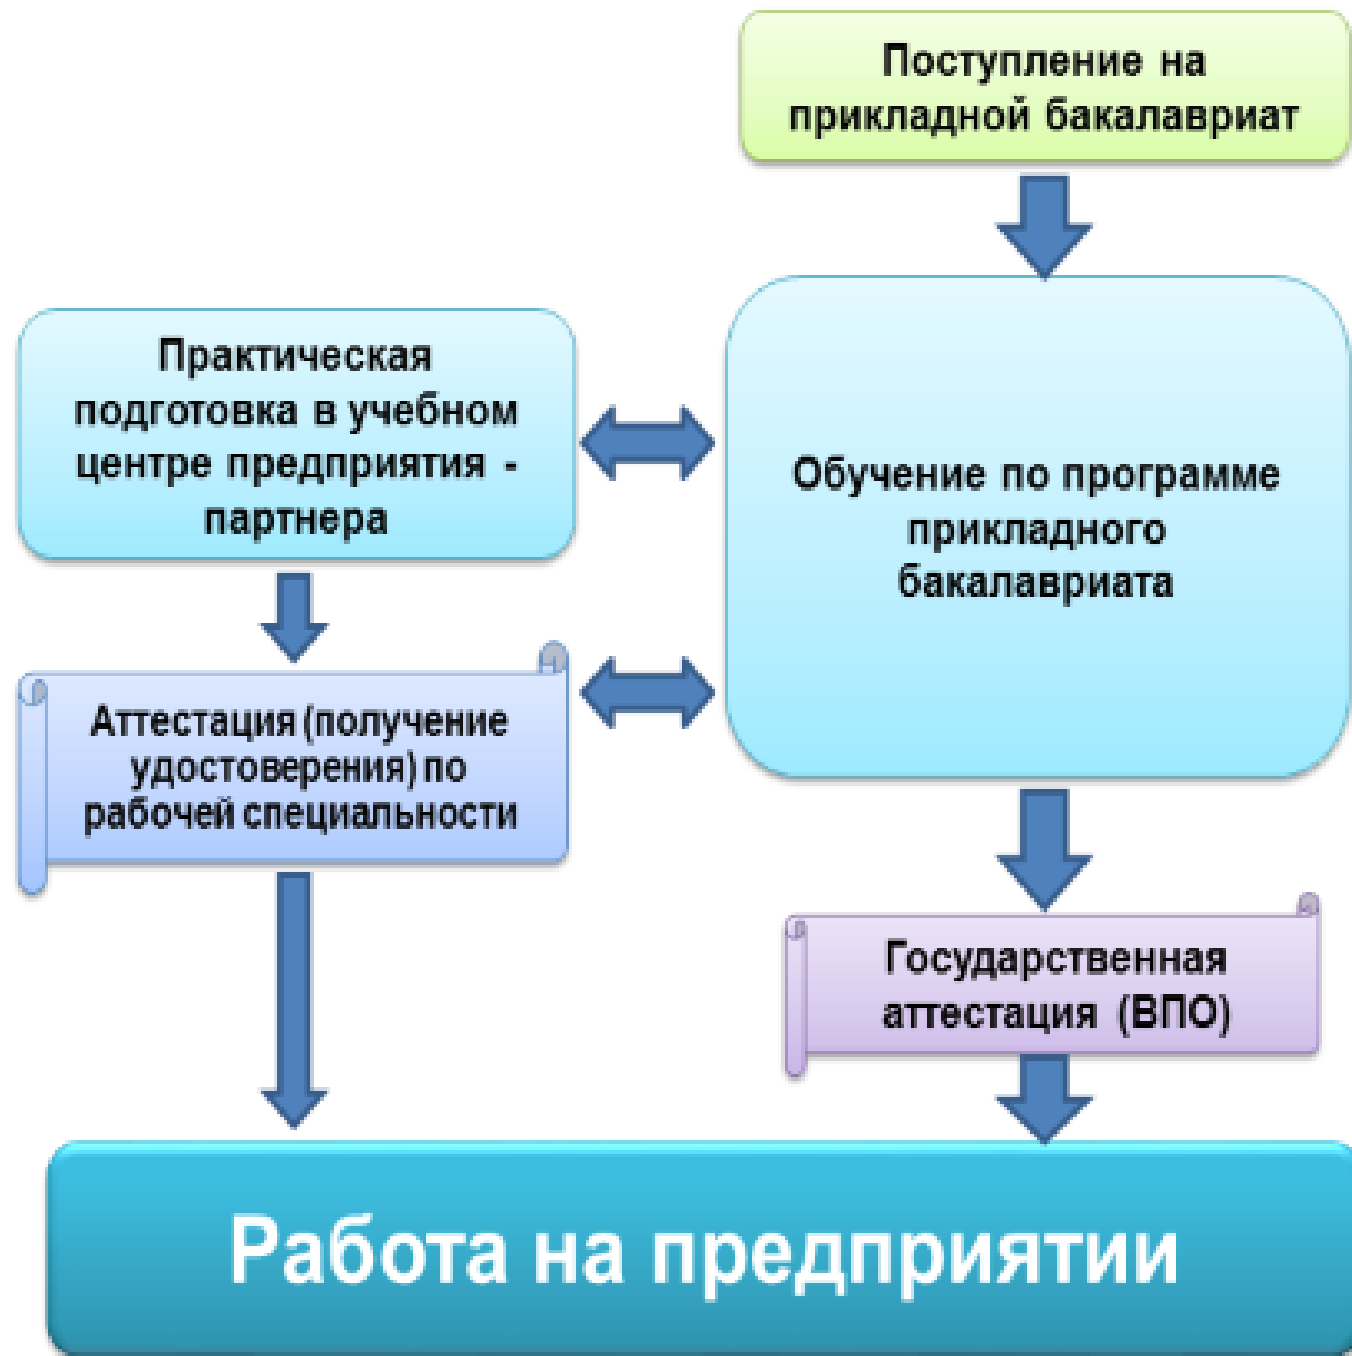 Поступление на
прикладной бакалавриат
Практическая
подготовка в учебном
центре предприятия -
партнера
Обучение по программе
прикладного
бакалавриата
Аттестация (получение
удостоверения) по
рабочей специальности
Государственная
аттестация (ВПО)
Работа на предприятии